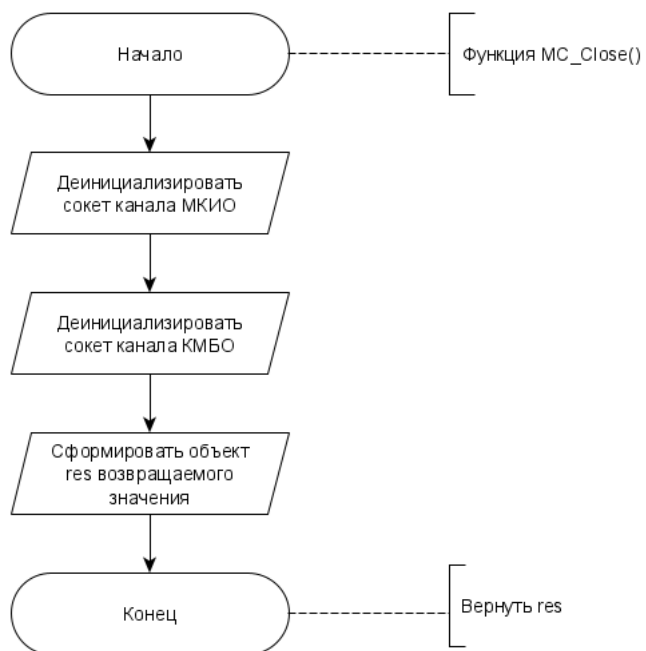 Начало
Функция MC_Close()
Деинициализировать
сокет канала МКИО
Деинициализировать
сокет канала КМБО
Сформировать объект
res возвращаемого
значения
Конец
Вернуть res